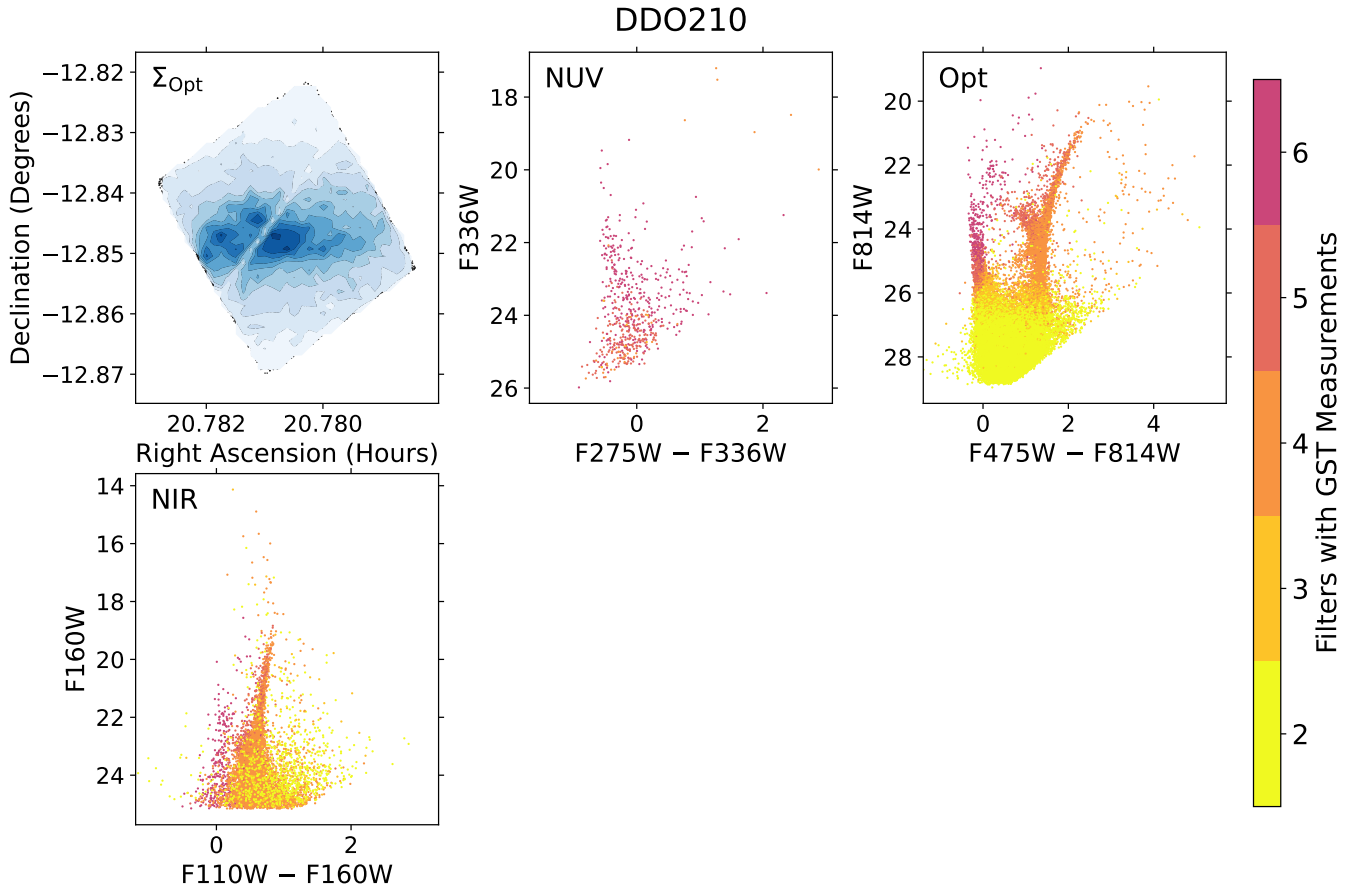 DDO210
Σ_Opt
−12.82
−12.83
−12.84
−12.85
−12.86
−12.87
Declination (Degrees)
20.782 20.780
Right Ascension (Hours)
NUV
18
20
22
24
26
F336W
0 2
F275W − F336W
Opt
20
22
24
26
28
F814W
0 2 4
F475W − F814W
NIR
14
16
18
20
22
24
F160W
0 2
F110W − F160W
6
5
4
3
2
Filters with GST Measurements